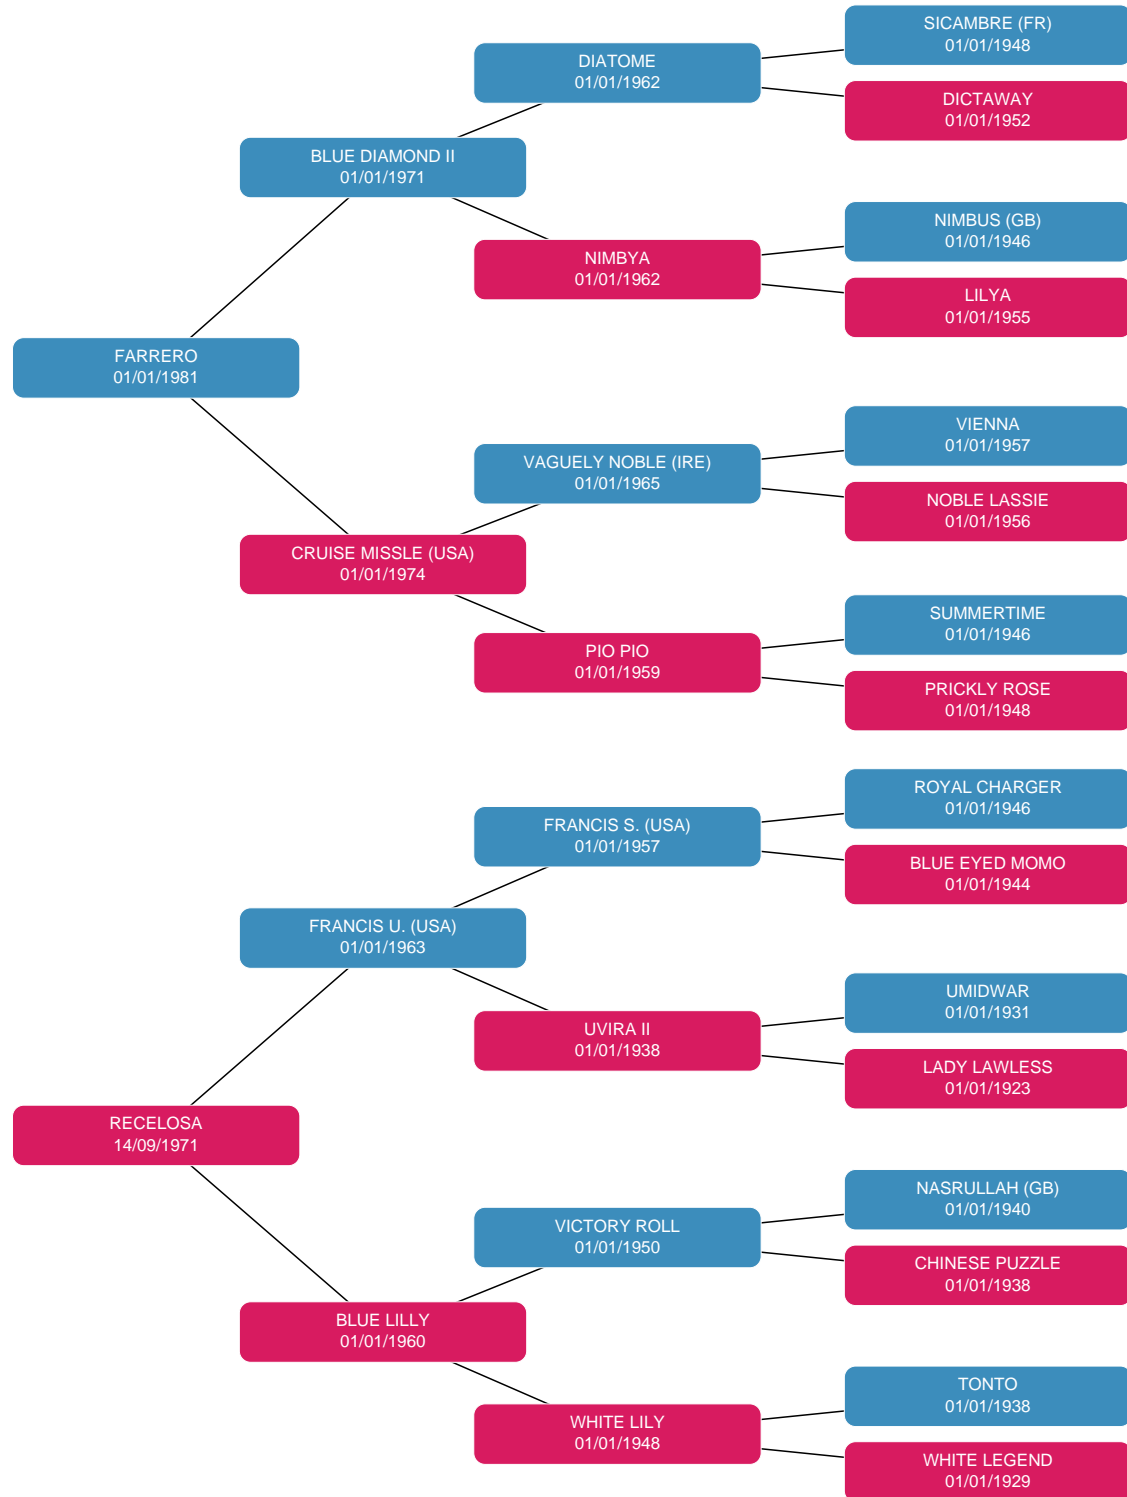 SICAMBRE (FR)
01/01/1948
DIATOME
01/01/1962
DICTAWAY
01/01/1952
BLUE DIAMOND II
01/01/1971
NIMBUS (GB)
01/01/1946
NIMBYA
01/01/1962
LILYA
01/01/1955
FARRERO
01/01/1981
VIENNA
01/01/1957
VAGUELY NOBLE (IRE)
01/01/1965
NOBLE LASSIE
01/01/1956
CRUISE MISSLE (USA)
01/01/1974
SUMMERTIME
01/01/1946
PIO PIO
01/01/1959
PRICKLY ROSE
01/01/1948
ROYAL CHARGER
01/01/1946
FRANCIS S. (USA)
01/01/1957
BLUE EYED MOMO
01/01/1944
FRANCIS U. (USA)
01/01/1963
UMIDWAR
01/01/1931
UVIRA II
01/01/1938
LADY LAWLESS
01/01/1923
RECELOSA
14/09/1971
NASRULLAH (GB)
01/01/1940
VICTORY ROLL
01/01/1950
CHINESE PUZZLE
01/01/1938
BLUE LILLY
01/01/1960
TONTO
01/01/1938
WHITE LILY
01/01/1948
WHITE LEGEND
01/01/1929